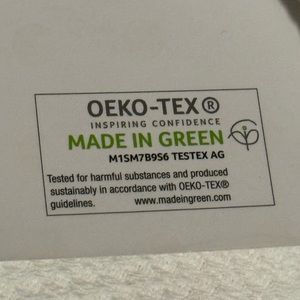 OEKO-TEX®
INSPIRING CONFIDENCE
MADE IN GREEN
M1SM7B9S6 TESTEX AG
Tested for harmful substances and produced
sustainably in accordance with OEKO-TEX®
guidelines. www.madeingreen.com